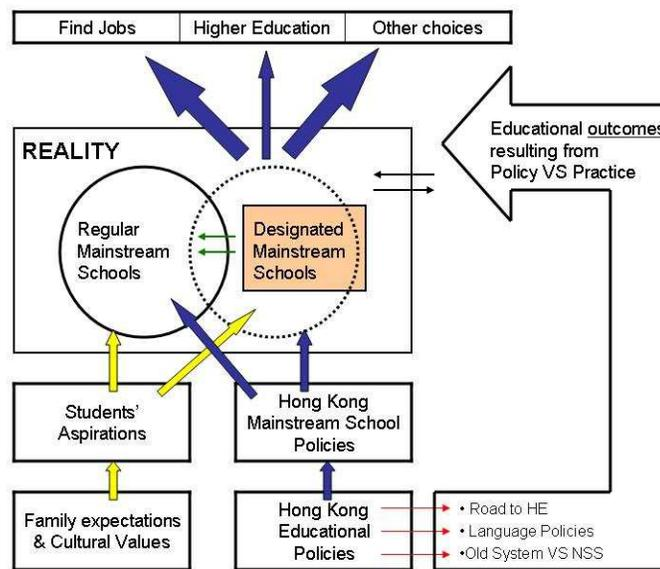 Find Jobs
Higher Education
Other choices
Educational outcomes
resulting from
Policy VS Practice
REALITY
Regular
Mainstream
Schools
Designated
Mainstream
Schools
Students'
Aspirations
Hong Kong
Mainstream School
Policies
Family expectations
& Cultural Values
Hong Kong
Educational
Policies
• Road to HE
• Language Policies
•Old System VS NSS